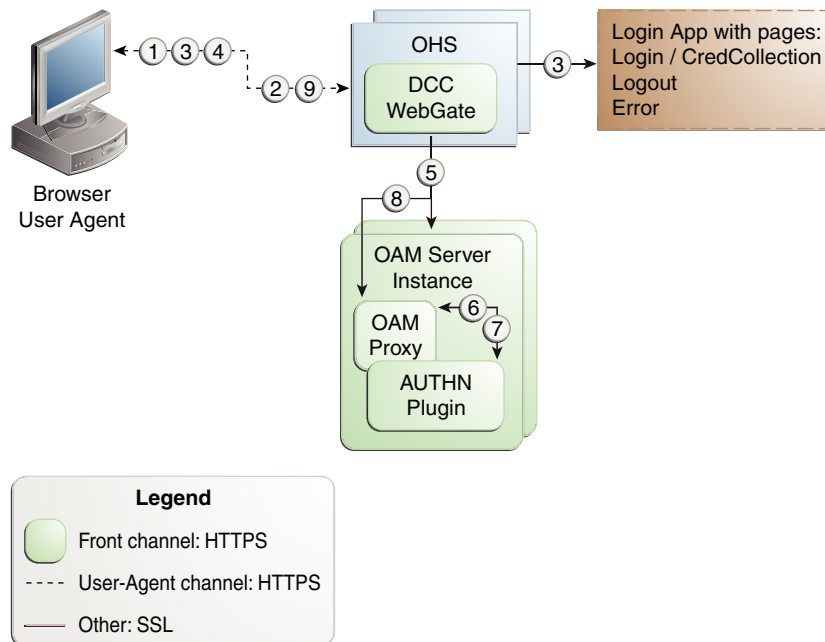 1 3 4
2 9
Browser
User Agent
OHS
DCC
WebGate
3
Login App with pages:
Login / CredCollection
Logout
Error
5
8
OAM Server
Instance
6
7
OAM
Proxy
AUTHN
Plugin
Legend
Front channel: HTTPS
User-Agent channel: HTTPS
Other: SSL